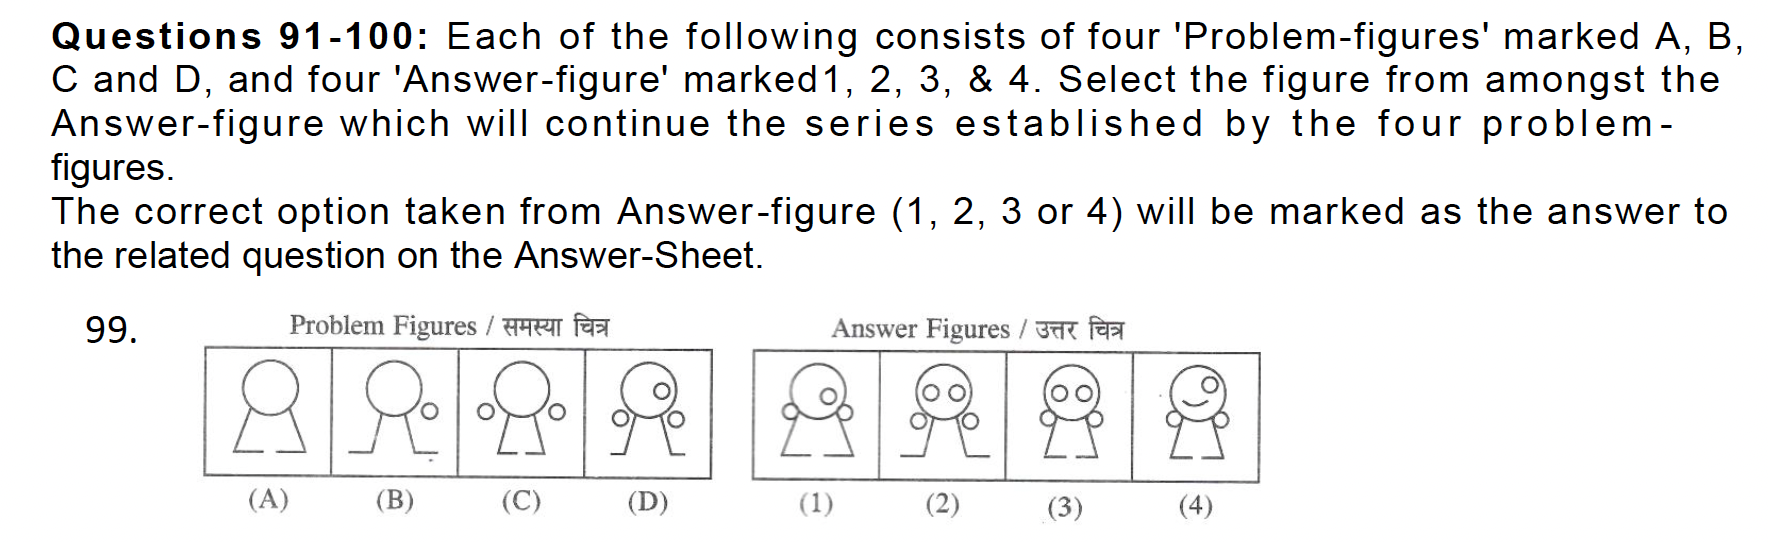 Questions 91-100: Each of the following consists of four 'Problem-figures' marked A, B,
C and D, and four 'Answer-figure' marked1, 2, 3, & 4. Select the figure from amongst the
Answer-figure which will continue the series established by the four problem-
figures.
The correct option taken from Answer-figure (1, 2, 3 or 4) will be marked as the answer to
the related question on the Answer-Sheet.
99.
Problem Figures / समस्या चित्र
Answer Figures / उत्तर चित्र
(A) (B) (C) (D) (1) (2) (3) (4)